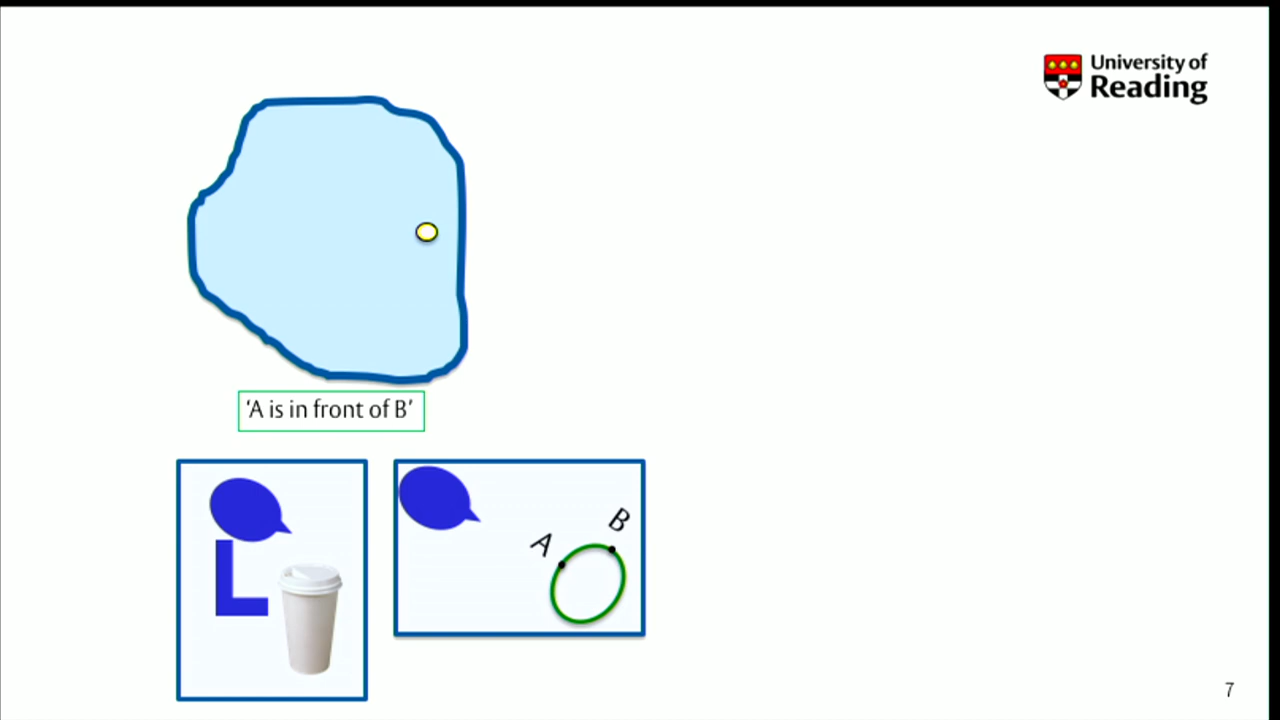 University of
Reading
'A is in front of B'
A
B
7